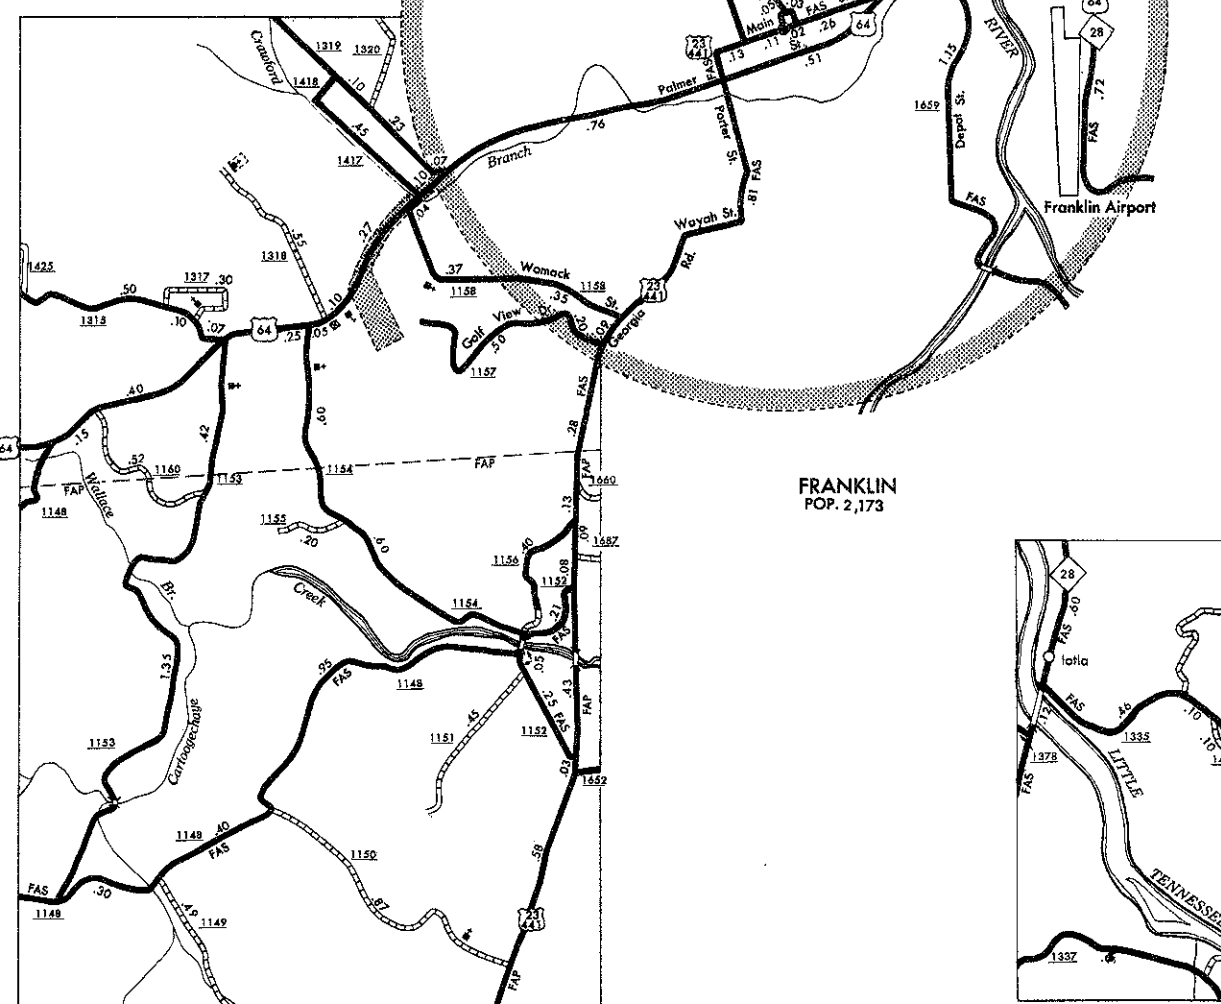 1319
1320
Crawford
1418
.10
.45
.23
1417
.07
.10
.04
.27
Branch
.76
Palmer
.13
23
441
FAS
Main
.11
St.
.02
.03
.05
FAS
.26
64
.51
Porter St.
FAS
.81
Wayah St.
Rd.
23
441
Georgia
1.15
1659
Depot St.
FAS
RIVER
64
28
.72
FAS
Franklin Airport
1425
.50
1315
1317
.30
.10
.07
.55
1318
.10
64
.25
.05
.37
1158
Womack
1158
St
.35
Golf View Dr.
.20
.09
.50
1157
.40
.15
64
.42
.60
FAS
.28
.52
1160
1153
1154
FAP
FAP
FAP
1148
Wallace
Br.
1660
.13
.09
1155
.20
.60
1156
.40
1687
1152
.08
.21
FAS
Creek
1154
.05
.95
FAS
1148
.43
FAP
.25
FAS
1152
.45
1151
.03
1652
1.35
1153
Cartoogechaye
1148
.40
FAS
.58
1150
.87
FAS
1148
.30
.49
1149
23
441
FAP
FRANKLIN
POP. 2,173
28
.60
FAS
Iotla
FAS
.46
1335
.12
1378
FAS
.10
.10
LITTLE
TENNESSEE
1337